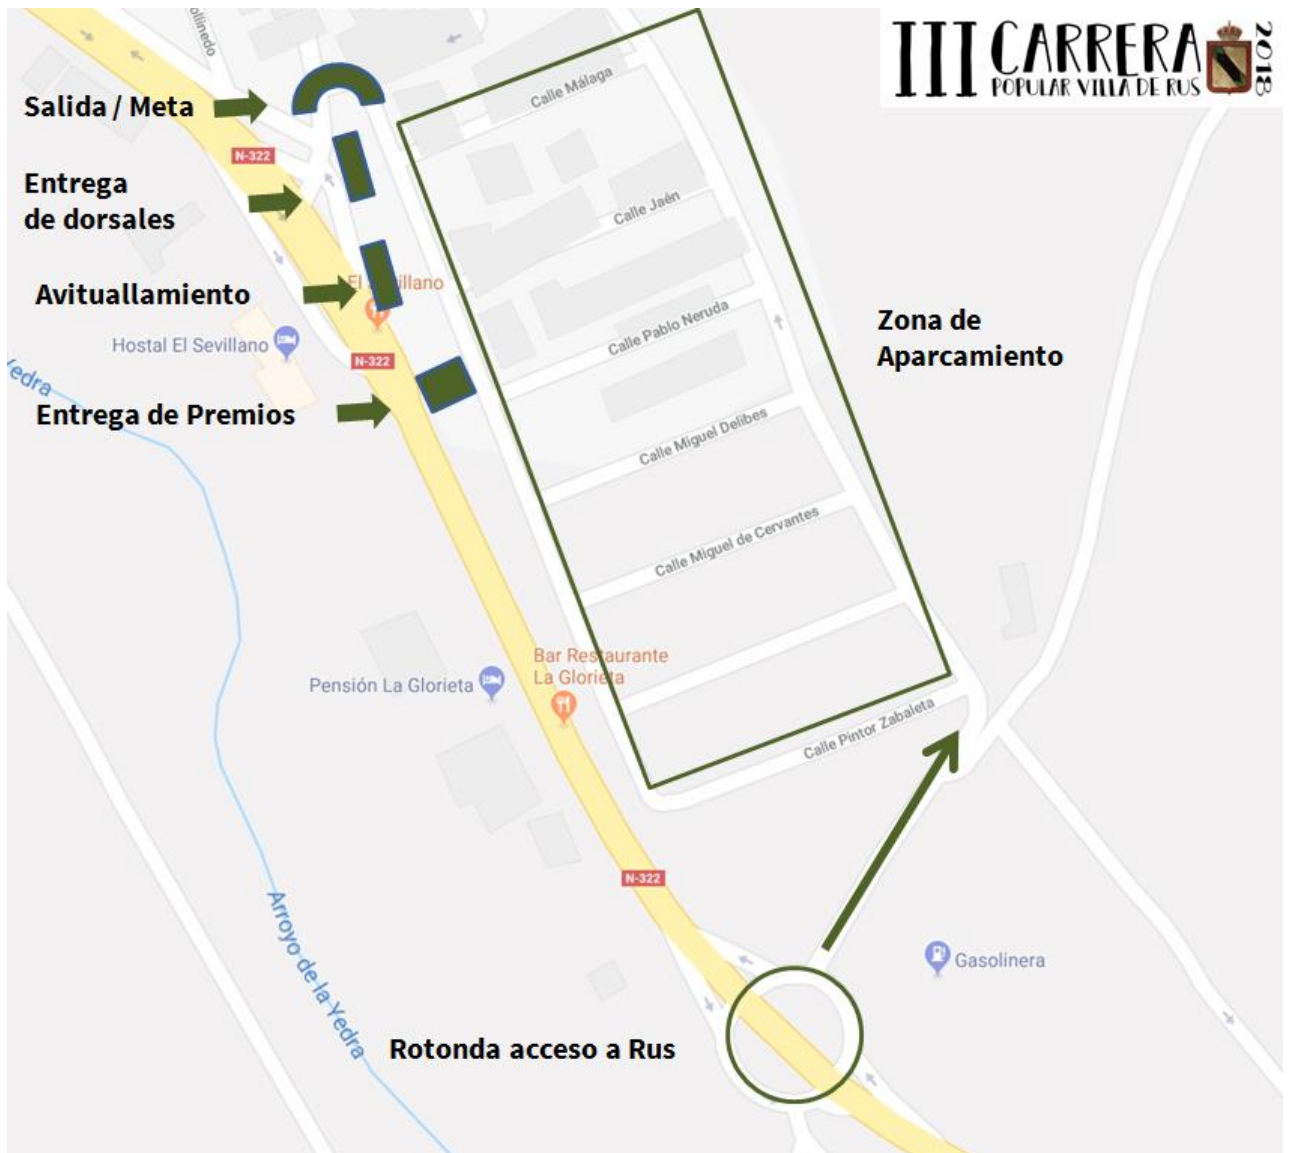 III CARRERA
POPULAR VILLA DE RUS
2018
Calle Málaga
Salida / Meta
N-322
Entrega
de dorsales
Calle Jaén
Avituallamiento
Calle Pablo Neruda
Hostal El Sevillano
N-322
Zona de
Aparcamiento
Entrega de Premios
Calle Miguel Delibes
Calle Miguel de Cervantes
Bar Restaurante
La Glorieta
Pensión La Glorieta
Calle Pintor Zabaleta
N-322
Arroyo de la Yedra
Gasolinera
Rotonda acceso a Rus